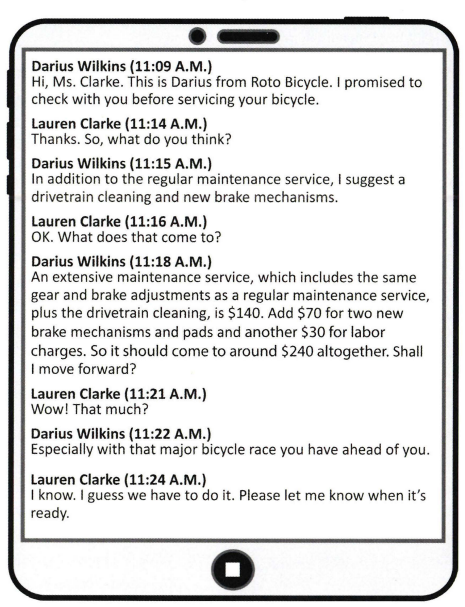 Darius Wilkins (11:09 A.M.)
Hi, Ms. Clarke. This is Darius from Roto Bicycle. I promised to
check with you before servicing your bicycle.
Lauren Clarke (11:14 A.M.)
Thanks. So, what do you think?
Darius Wilkins (11:15 A.M.)
In addition to the regular maintenance service, I suggest a
drivetrain cleaning and new brake mechanisms.
Lauren Clarke (11:16 A.M.)
OK. What does that come to?
Darius Wilkins (11:18 A.M.)
An extensive maintenance service, which includes the same
gear and brake adjustments as a regular maintenance service,
plus the drivetrain cleaning, is $140. Add $70 for two new
brake mechanisms and pads and another $30 for labor
charges. So it should come to around $240 altogether. Shall
I move forward?
Lauren Clarke (11:21 A.M.)
Wow! That much?
Darius Wilkins (11:22 A.M.)
Especially with that major bicycle race you have ahead of you.
Lauren Clarke (11:24 A.M.)
I know. I guess we have to do it. Please let me know when it's
ready.